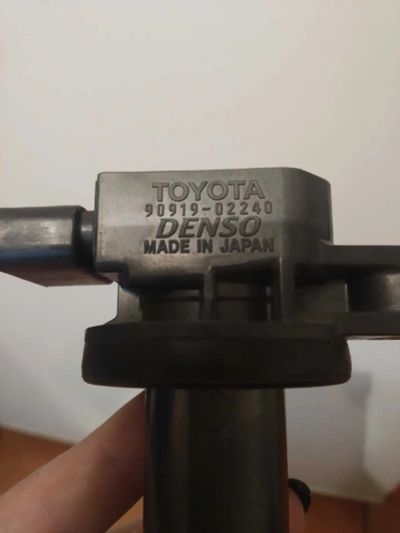 TOYOTA
90919-02240
DENSO
MADE IN JAPAN